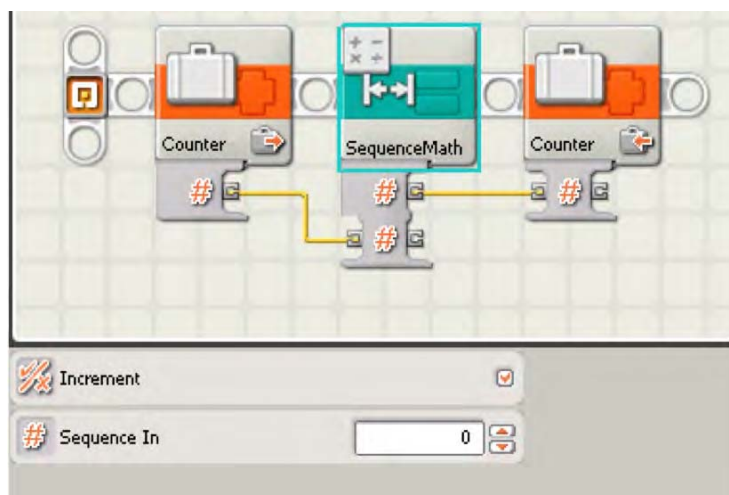 Counter
SequenceMath
Counter
#
#
#
#
Increment
# Sequence In 0